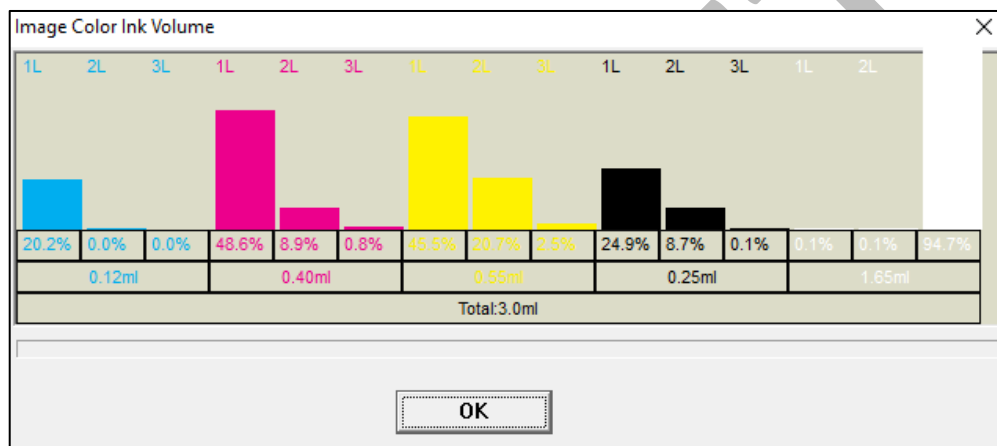 Image Color Ink Volume
1L 2L 3L 1L 2L 3L 1L 2L 3L 1L 2L 3L 1L 2L
20.2% 0.0% 0.0% 48.6% 8.9% 0.8% 45.5% 20.7% 2.5% 24.9% 8.7% 0.1% 0.1% 0.1% 94.7%
0.12ml 0.40ml 0.55ml 0.25ml 1.65ml
Total:3.0ml
OK